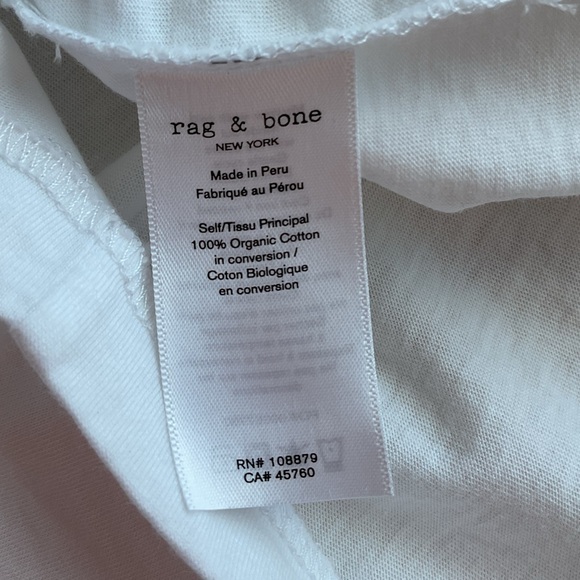 rag & bone
NEW YORK
Made in Peru
Fabriqué au Pérou
Self/Tissu Principal
100% Organic Cotton
in conversion /
Coton Biologique
en conversion
RN# 108879
CA# 45760